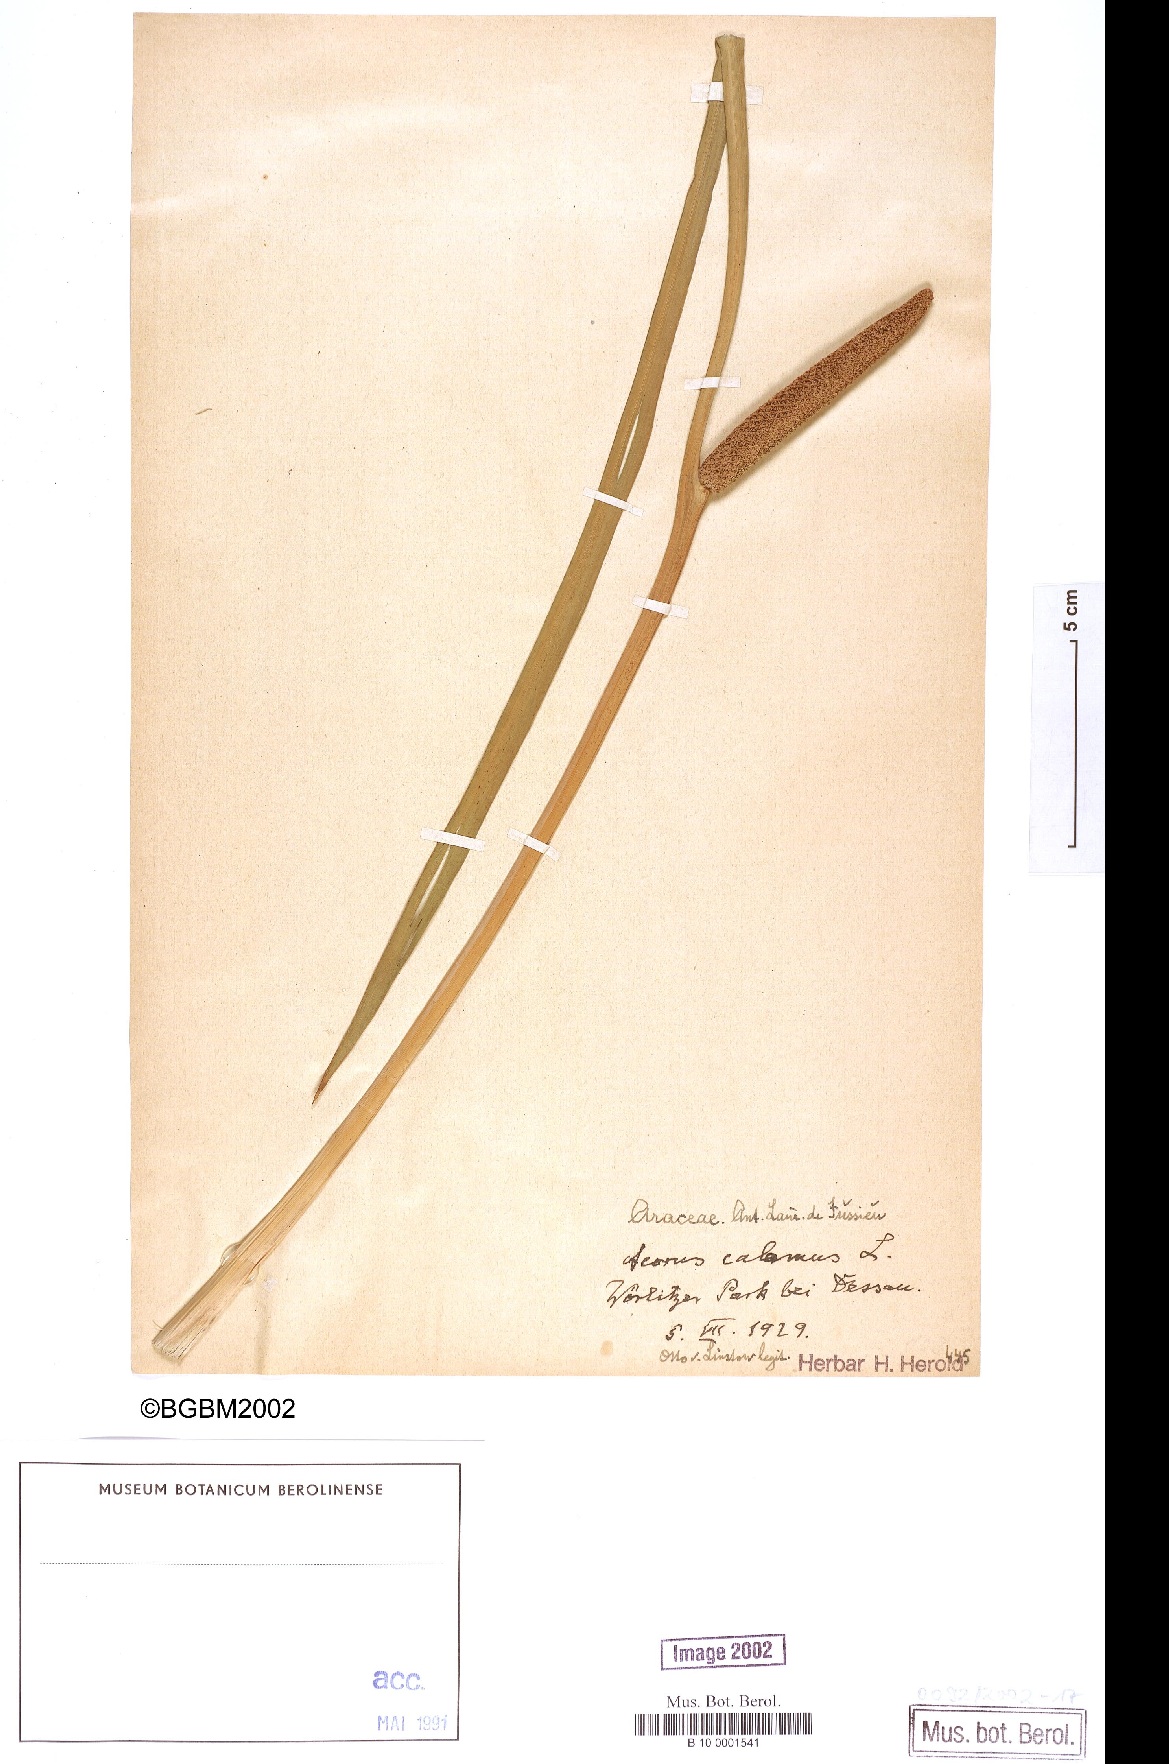 5 cm
Araceae. Ant. Laur. de Jussieu
Acorus calamus L.
Wörlitzer Park bei Dessau.
5. VII. 1929.
Otto v. Linstow legit.
Herbar H. Herold 445
©BGBM2002
MUSEUM BOTANICUM BEROLINENSE
acc.
MAI 1991
Image 2002
Mus. Bot. Berol.
B 10 0001541
Mus. bot. Berol.